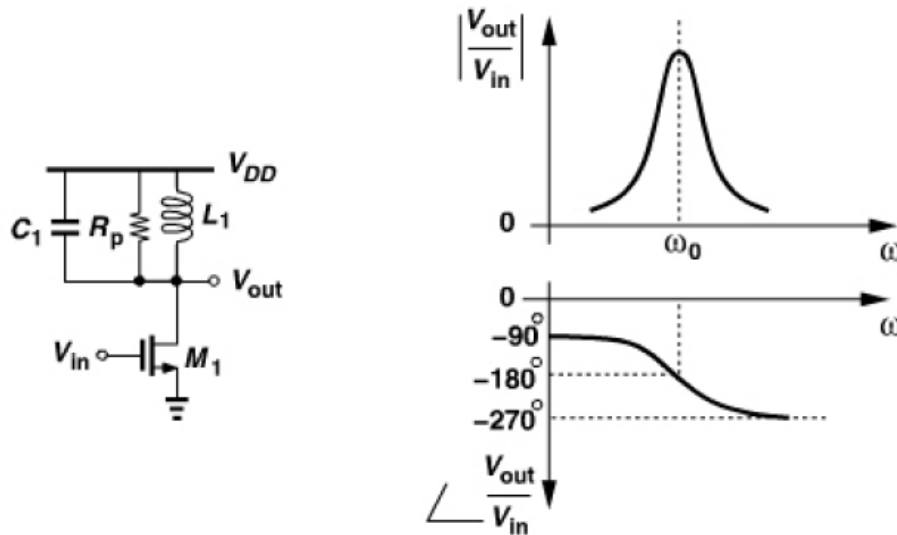 V_DD
C_1 R_p L_1
V_out
V_in M_1
|V_out/V_in|
0
ω_0 ω
0
ω
−90°
−180°
−270°
∠ V_out/V_in